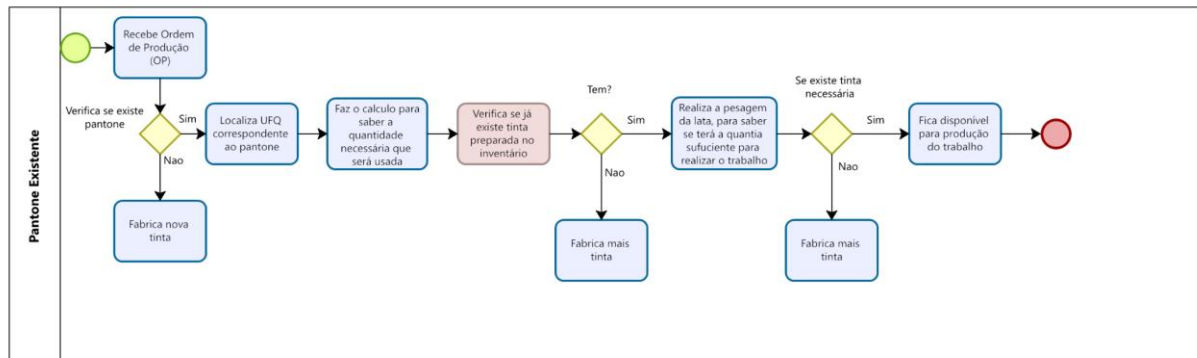 Pantone Existente
Recebe Ordem
de Produção
(OP)
Verifica se existe
pantone
Sim
Nao
Fabrica nova
tinta
Localiza UFQ
correspondente
ao pantone
Faz o calculo para
saber a
quantidade
necessária que
será usada
Verifica se já
existe tinta
preparada no
inventário
Tem?
Sim
Nao
Fabrica mais
tinta
Realiza a pesagem
da lata, para saber
se terá a quantia
sufuciente para
realizar o trabalho
Se existe tinta
necessária
Sim
Nao
Fabrica mais
tinta
Fica disponível
para produção
do trabalho